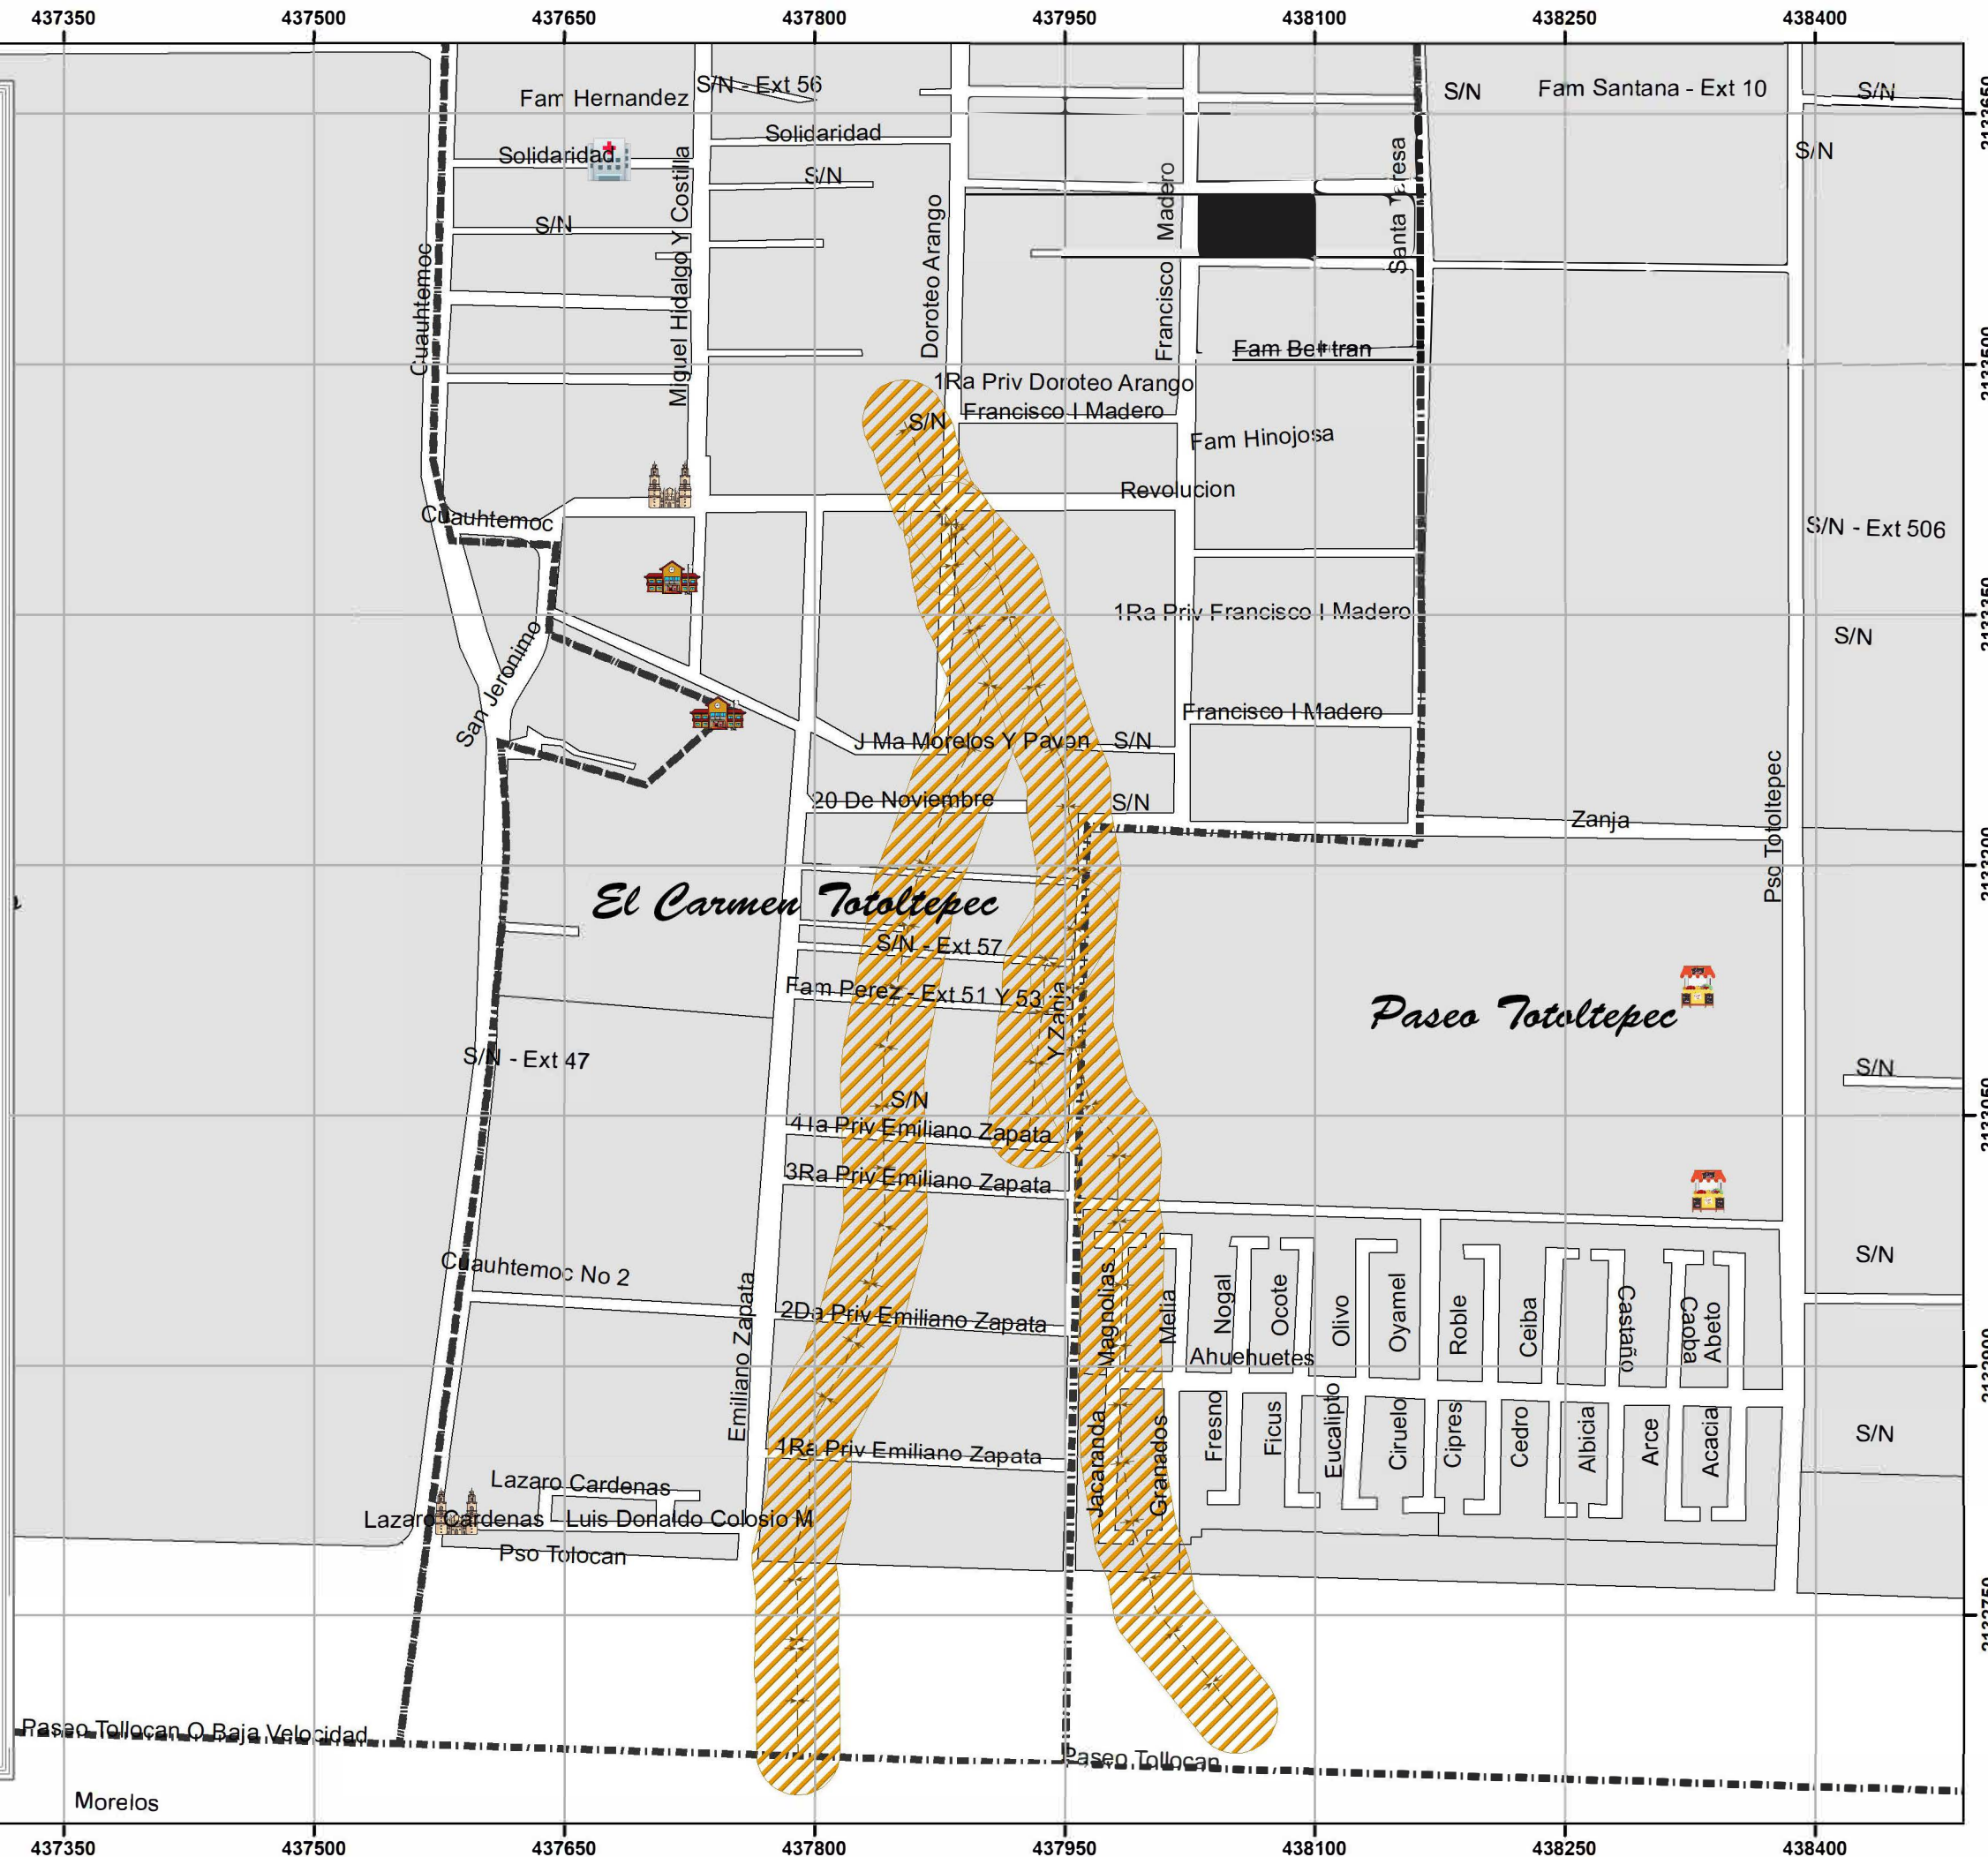 437350 437500 437650 437800 437950 438100 438250 438400
S/N - Ext 56
Fam Hernandez
S/N
Fam Santana - Ext 10
S/N
Solidaridad
Solidaridad
S/N
S/N
S/N
Cuauhtemoc
Miguel Hidalgo Y Costilla
Doroteo Arango
Francisco I Madero
Fam Beltran
1Ra Priv Doroteo Arango
Francisco I Madero
S/N
Fam Hinojosa
Revolucion
Cuauhtemoc
S/N - Ext 506
1Ra Priv Francisco I Madero
S/N
San Jeronimo
Francisco I Madero
J Ma Morelos Y Pavon
S/N
20 De Noviembre
S/N
Zanja
Pso Totoltepec
El Carmen Totoltepec
S/N - Ext 57
Fam Perez - Ext 51 Y 53
Y Zanja
Paseo Totoltepec
S/N - Ext 47
S/N
S/N
4Ta Priv Emiliano Zapata
3Ra Priv Emiliano Zapata
Cuauhtemoc No 2
S/N
2Da Priv Emiliano Zapata
Emiliano Zapata
Magnolias
Melia
Nogal
Ocote
Olivo
Oyamel
Roble
Ceiba
Castaño
Caoba
Abeto
Ahuehuetes
Jacaranda
Granados
Fresno
Ficus
Eucalipto
Ciruelo
Cipres
Cedro
Albicia
Arce
Acacia
S/N
1Ra Priv Emiliano Zapata
Lazaro Cardenas
Lazaro Cardenas - Luis Donaldo Colosio M
Pso Tolocan
Paseo Tollocan O Baja Velocidad
Paseo Tollocan
Morelos
437350 437500 437650 437800 437950 438100 438250 438400